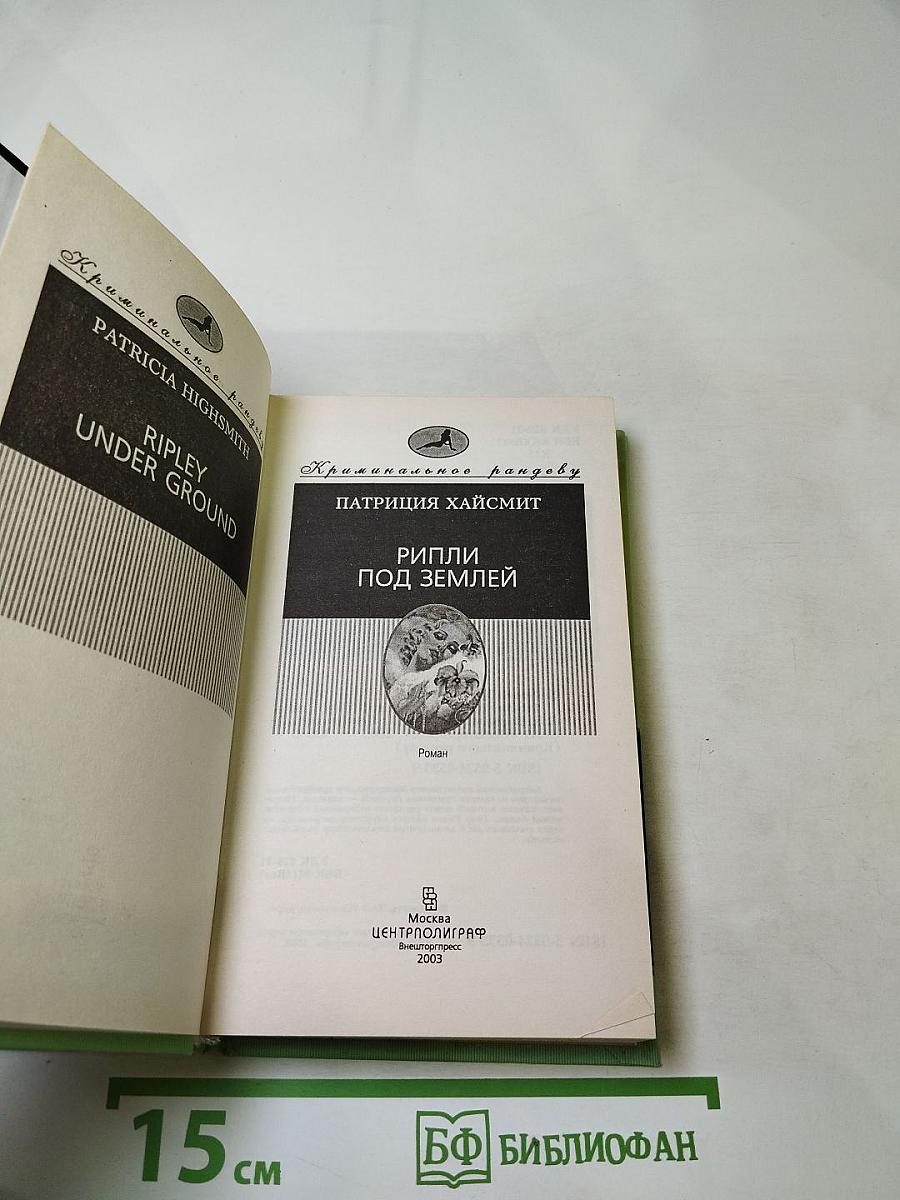 Криминальное рандеву
PATRICIA HIGHSMITH
RIPLEY
UNDER GROUND
Криминальное рандеву
ПАТРИЦИЯ ХАЙСМИТ
РИПЛИ
ПОД ЗЕМЛЕЙ
Роман
Москва
ЦЕНТРПОЛИГРАФ
Внешторгпресс
2003
15 см
БФ БИБЛИОФАН